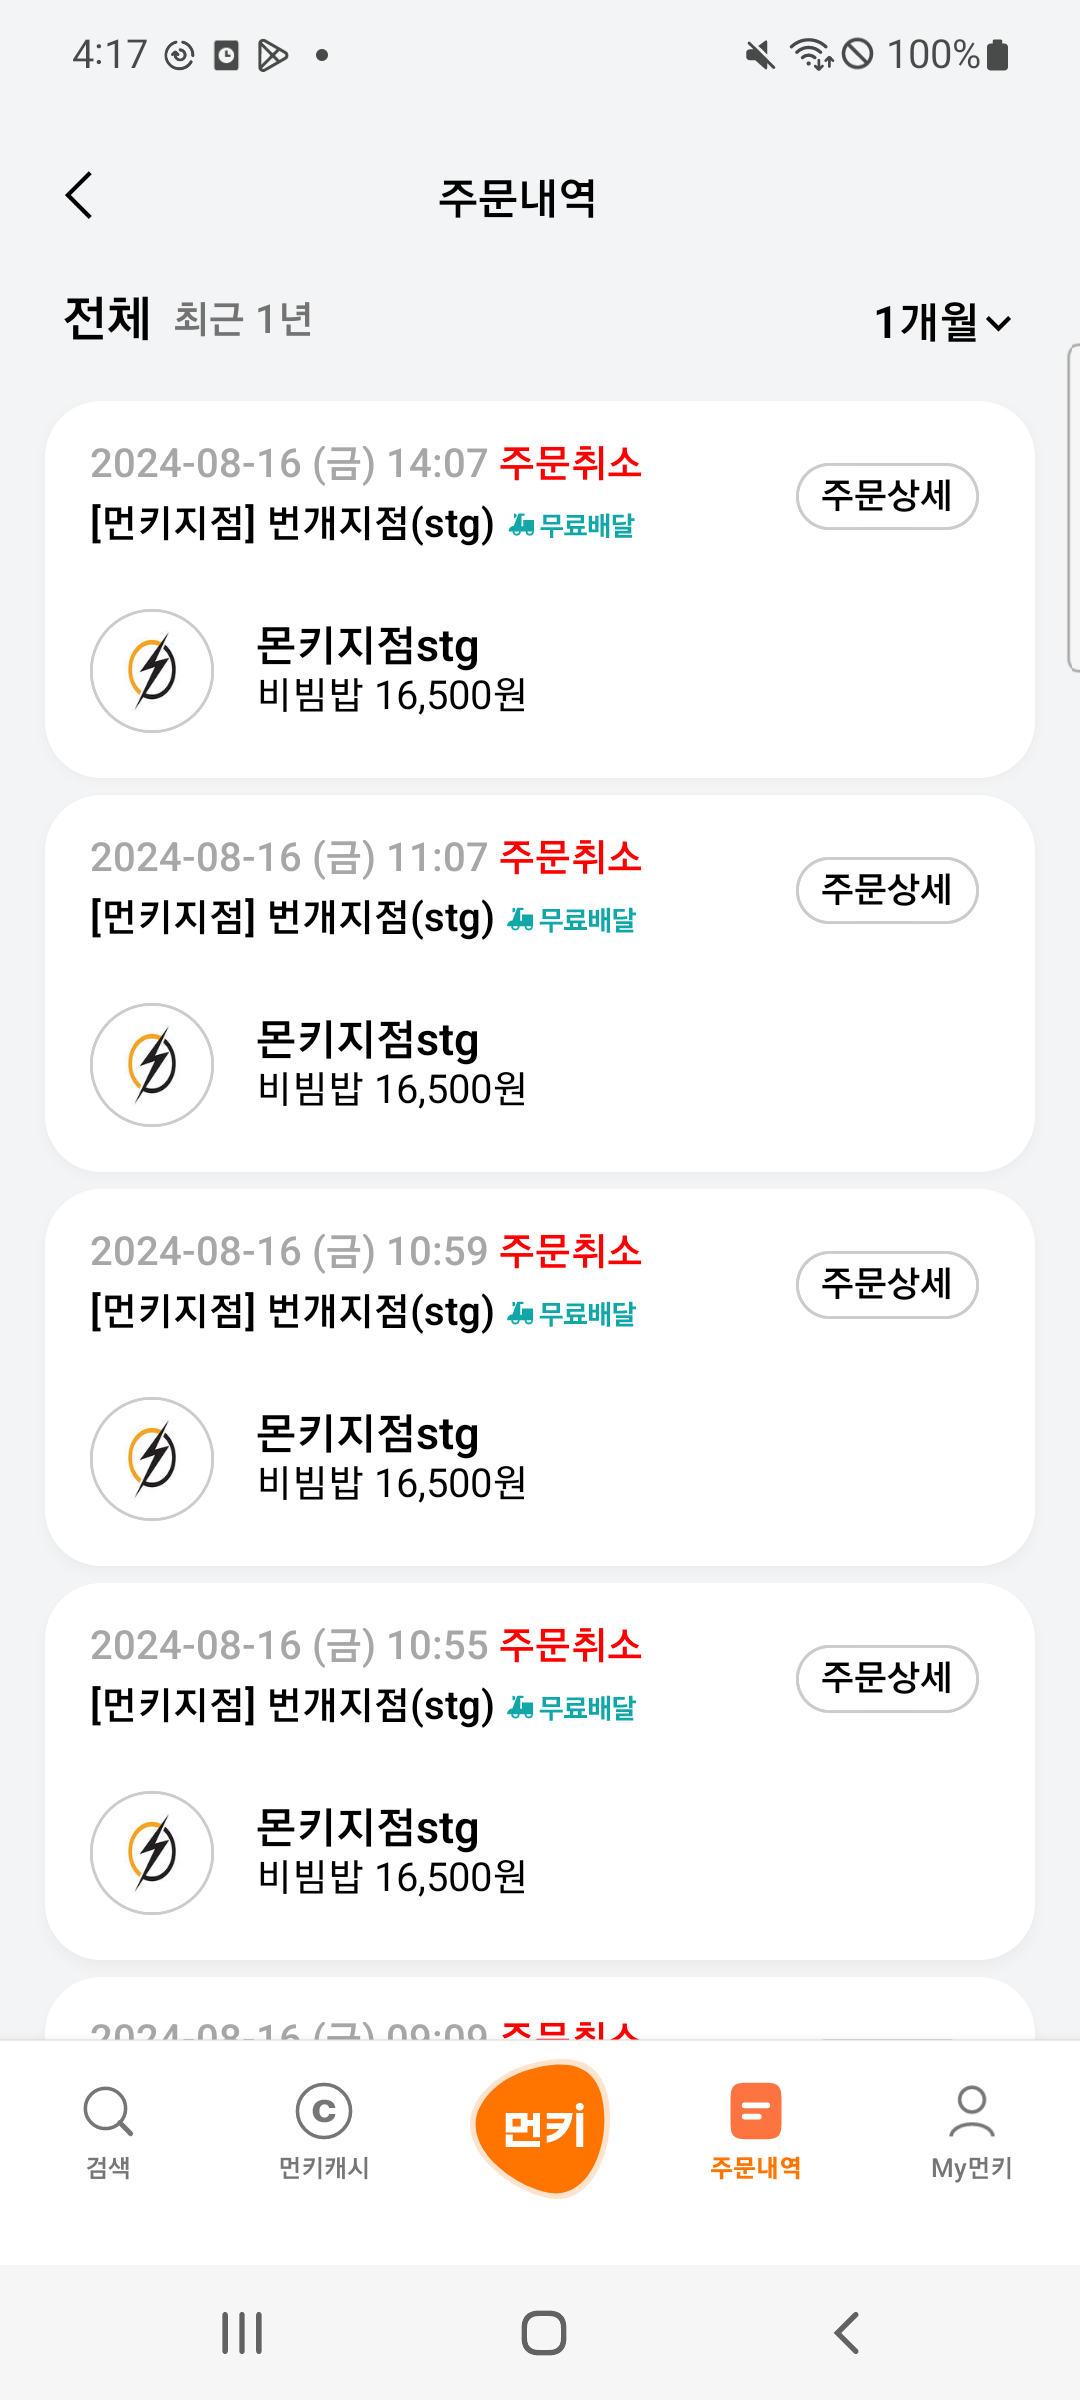 4:17 100%
주문내역
전체 최근 1년 1개월
2024-08-16 (금) 14:07 주문취소
주문상세
[먼키지점] 번개지점(stg) 무료배달
몬키지점stg
비빔밥 16,500원
2024-08-16 (금) 11:07 주문취소
주문상세
[먼키지점] 번개지점(stg) 무료배달
몬키지점stg
비빔밥 16,500원
2024-08-16 (금) 10:59 주문취소
주문상세
[먼키지점] 번개지점(stg) 무료배달
몬키지점stg
비빔밥 16,500원
2024-08-16 (금) 10:55 주문취소
주문상세
[먼키지점] 번개지점(stg) 무료배달
몬키지점stg
비빔밥 16,500원
2024-08-16 (금) 09:09 주문취소
먼키
검색 먼키캐시 주문내역 My먼키